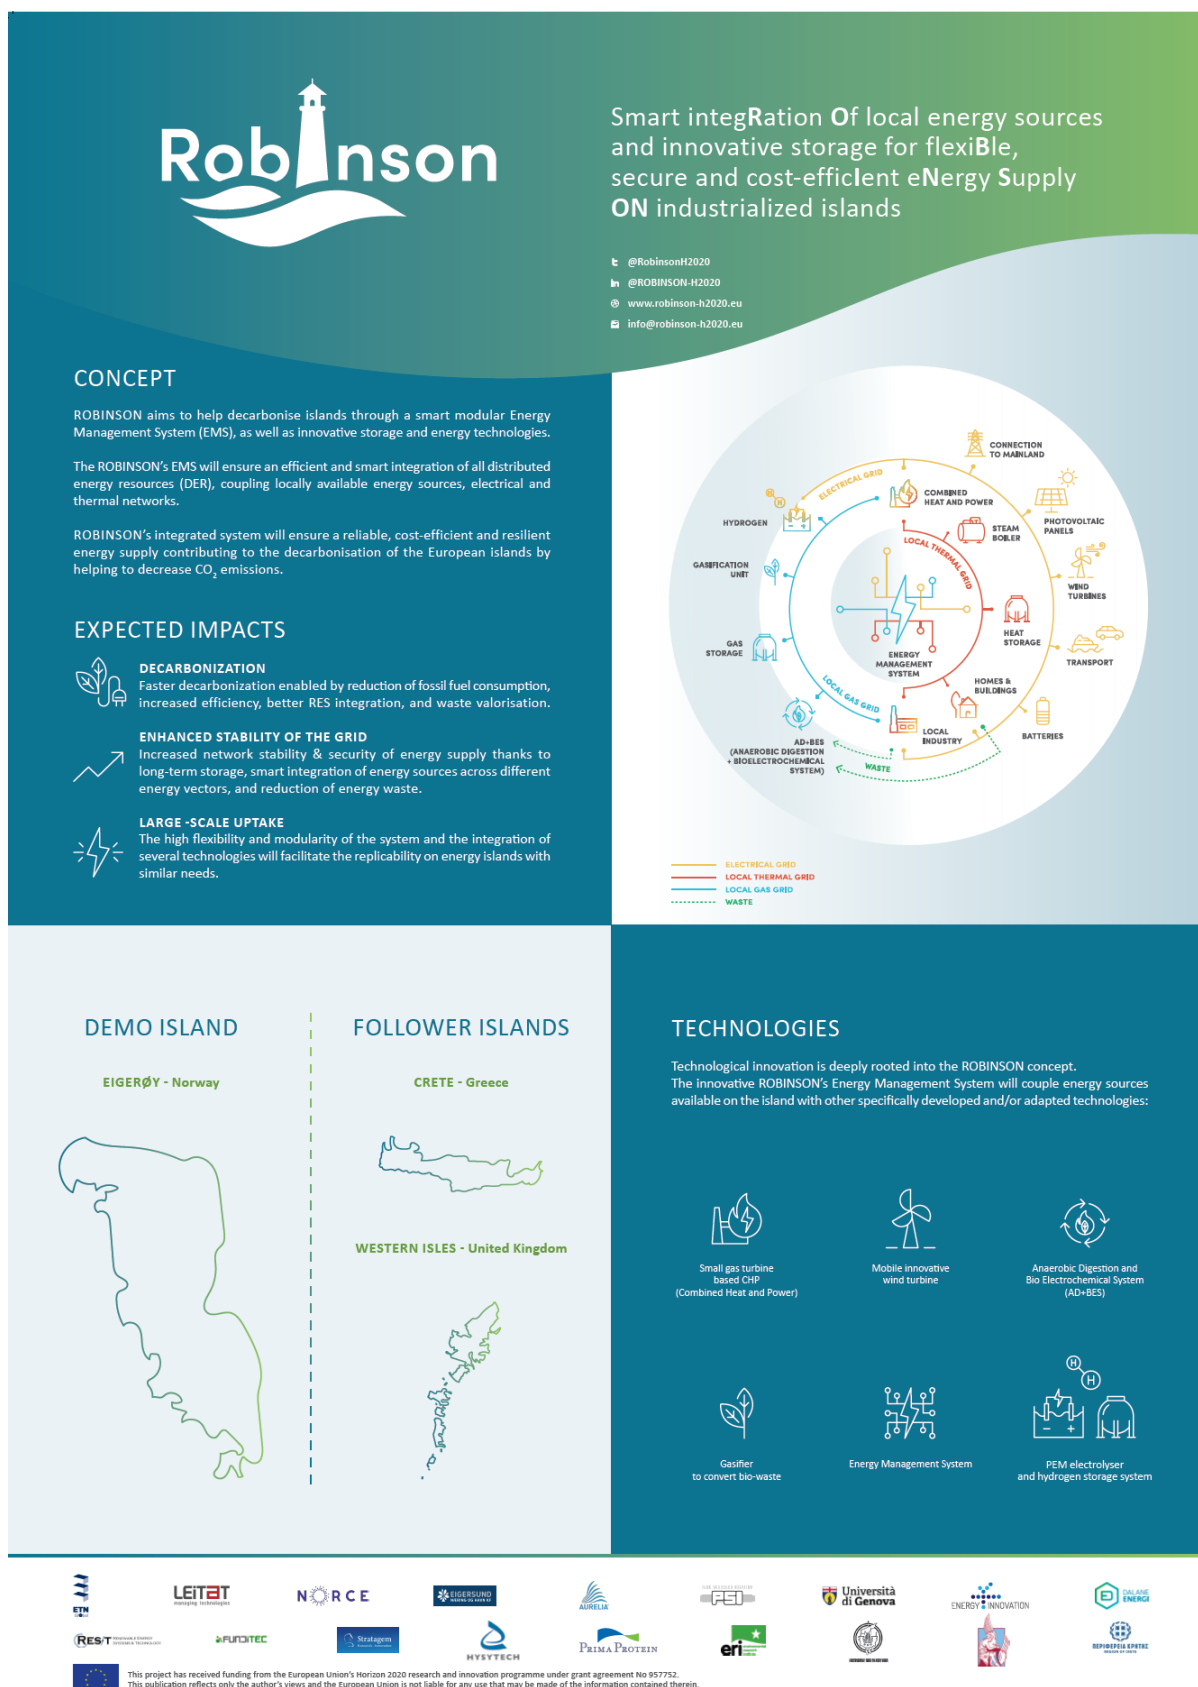 Robinson
Smart integRation Of local energy sources
and innovative storage for flexiBle,
secure and cost-efficIent eNergy Supply
ON industrialized islands
@RobinsonH2020
@ROBINSON-H2020
www.robinson-h2020.eu
info@robinson-h2020.eu
CONCEPT
ROBINSON aims to help decarbonise islands through a smart modular Energy
Management System (EMS), as well as innovative storage and energy technologies.
The ROBINSON's EMS will ensure an efficient and smart integration of all distributed
energy resources (DER), coupling locally available energy sources, electrical and
thermal networks.
ROBINSON's integrated system will ensure a reliable, cost-efficient and resilient
energy supply contributing to the decarbonisation of the European islands by
helping to decrease CO2 emissions.
EXPECTED IMPACTS
DECARBONIZATION
Faster decarbonization enabled by reduction of fossil fuel consumption,
increased efficiency, better RES integration, and waste valorisation.
ENHANCED STABILITY OF THE GRID
Increased network stability & security of energy supply thanks to
long-term storage, smart integration of energy sources across different
energy vectors, and reduction of energy waste.
LARGE -SCALE UPTAKE
The high flexibility and modularity of the system and the integration of
several technologies will facilitate the replicability on energy islands with
similar needs.
CONNECTION
TO MAINLAND
ELECTRICAL GRID
COMBINED
HEAT AND POWER
H
H
HYDROGEN
PHOTOVOLTAIC
PANELS
STEAM
BOILER
LOCAL THERMAL GRID
GASIFICATION
UNIT
WIND
TURBINES
HEAT
STORAGE
GAS
STORAGE
ENERGY
MANAGEMENT
SYSTEM
TRANSPORT
HOMES &
BUILDINGS
LOCAL GAS GRID
LOCAL
INDUSTRY
BATTERIES
AD+BES
(ANAEROBIC DIGESTION
+ BIOELECTROCHEMICAL
SYSTEM)
WASTE
ELECTRICAL GRID
LOCAL THERMAL GRID
LOCAL GAS GRID
WASTE
DEMO ISLAND
EIGERØY - Norway
FOLLOWER ISLANDS
CRETE - Greece
WESTERN ISLES - United Kingdom
TECHNOLOGIES
Technological innovation is deeply rooted into the ROBINSON concept.
The innovative ROBINSON's Energy Management System will couple energy sources
available on the island with other specifically developed and/or adapted technologies:
Small gas turbine
based CHP
(Combined Heat and Power)
Mobile innovative
wind turbine
Anaerobic Digestion and
Bio Electrochemical System
(AD+BES)
H
H
Gasifier
to convert bio-waste
Energy Management System
PEM electrolyser
and hydrogen storage system
ETN
LEITAT
managing technologies
NORCE
EIGERSUND
NÆRING OG HAVN KF
AURELIA
PSI
Università
di Genova
ENERGY INNOVATION
DALANE
ENERGI
RES/T
FUNDITEC
Stratagem
HYSYTECH
PRIMA PROTEIN
eri
ΠΕΡΙΦΕΡΕΙΑ ΚΡΗΤΗΣ
This project has received funding from the European Union's Horizon 2020 research and innovation programme under grant agreement No 957752.
This publication reflects only the author's views and the European Union is not liable for any use that may be made of the information contained therein.